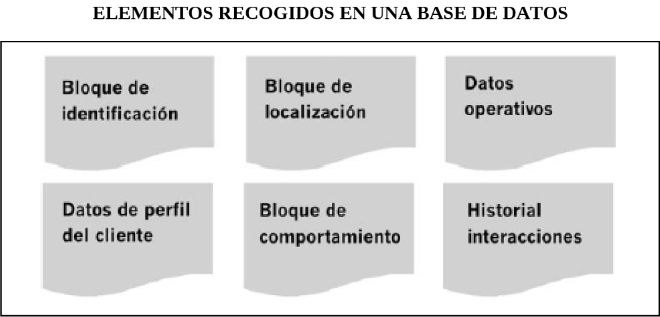 ELEMENTOS RECOGIDOS EN UNA BASE DE DATOS
Bloque de
identificación
Bloque de
localización
Datos
operativos
Datos de perfil
del cliente
Bloque de
comportamiento
Historial
interacciones